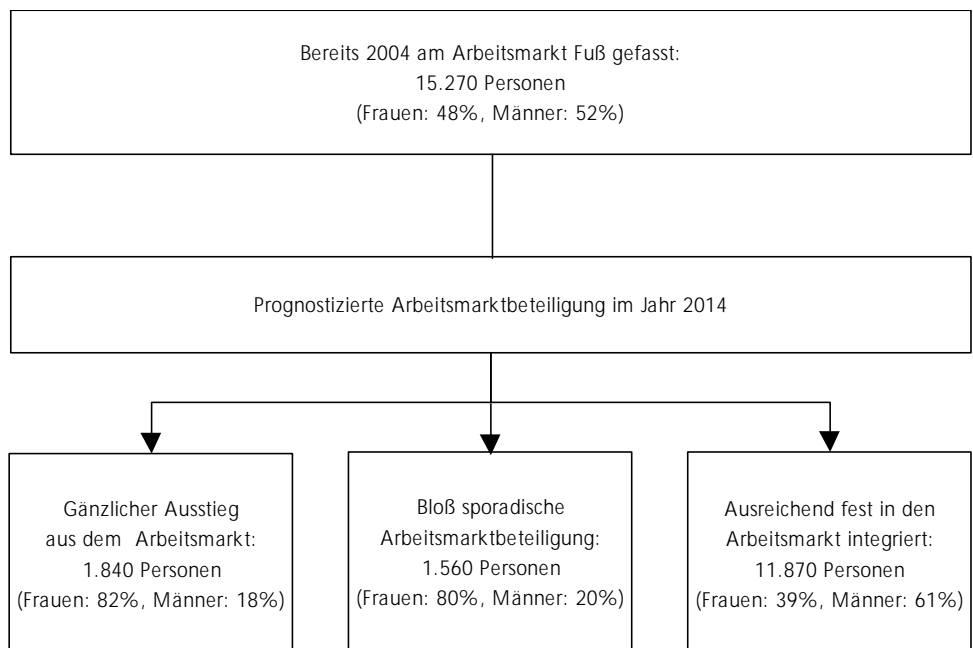 Bereits 2004 am Arbeitsmarkt Fuß gefasst:
15.270 Personen
(Frauen: 48%, Männer: 52%)
Prognostizierte Arbeitsmarktbeteiligung im Jahr 2014
Gänzlicher Ausstieg
aus dem Arbeitsmarkt:
1.840 Personen
(Frauen: 82%, Männer: 18%)
Bloß sporadische
Arbeitsmarktbeteiligung:
1.560 Personen
(Frauen: 80%, Männer: 20%)
Ausreichend fest in den
Arbeitsmarkt integriert:
11.870 Personen
(Frauen: 39%, Männer: 61%)